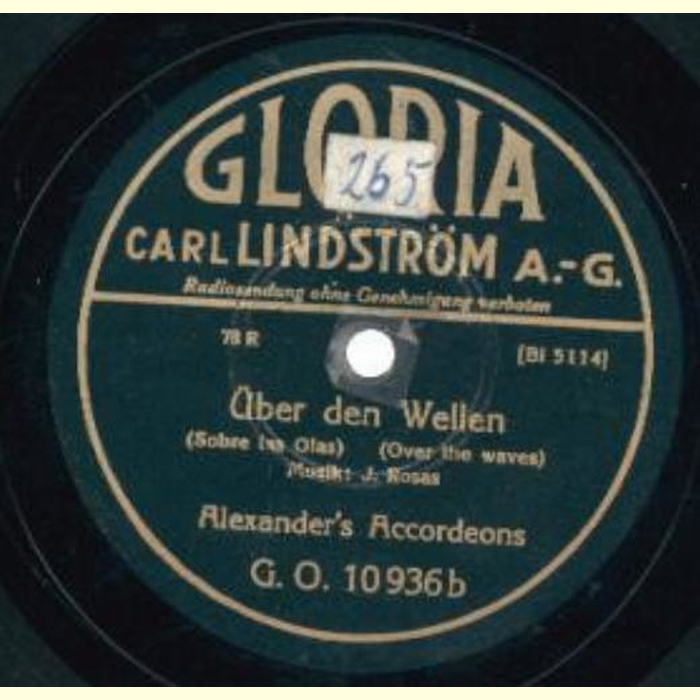 GLORIA
265
CARL LINDSTRÖM A.-G.
Radiosendung ohne Genehmigung verboten
78 R [BI 5114]
Über den Wellen
(Sobre las Olas) (Over the waves)
Musik: J. Rosas
Alexander's Accordeons
G. O. 10936b